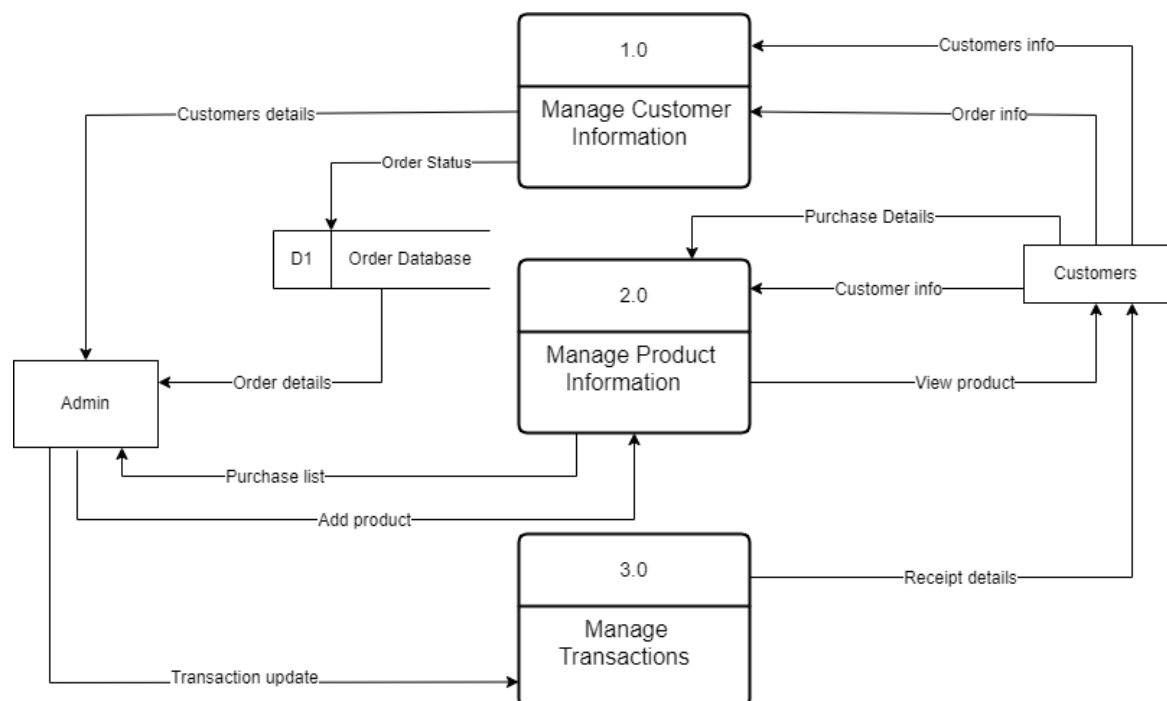 1.0
Customers info
Customers details
Manage Customer
Information
Order info
Order Status
Purchase Details
D1
Order Database
Customers
2.0
Customer info
Manage Product
Information
Order details
View product
Admin
Purchase list
Add product
3.0
Receipt details
Manage
Transactions
Transaction update